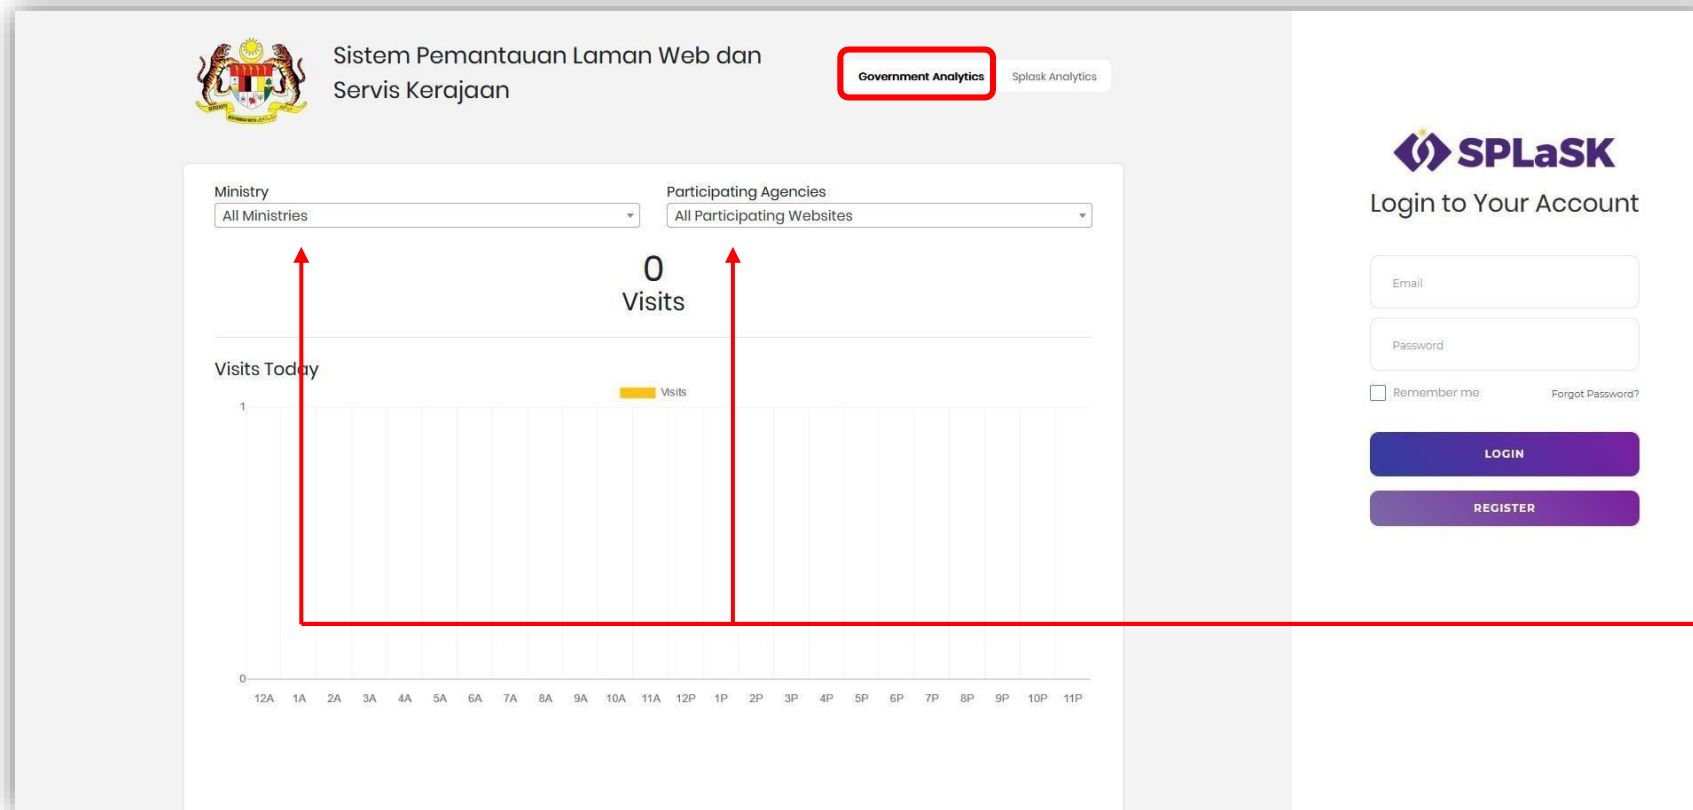 Sistem Pemantauan Laman Web dan
Servis Kerajaan
Government Analytics
Splask Analytics
Ministry
All Ministries
Participating Agencies
All Participating Websites
0
Visits
Visits Today
Visits
1
0
12A 1A 2A 3A 4A 5A 6A 7A 8A 9A 10A 11A 12P 1P 2P 3P 4P 5P 6P 7P 8P 9P 10P 11P
SPLaSK
Login to Your Account
Email
Password
Remember me
Forgot Password?
LOGIN
REGISTER